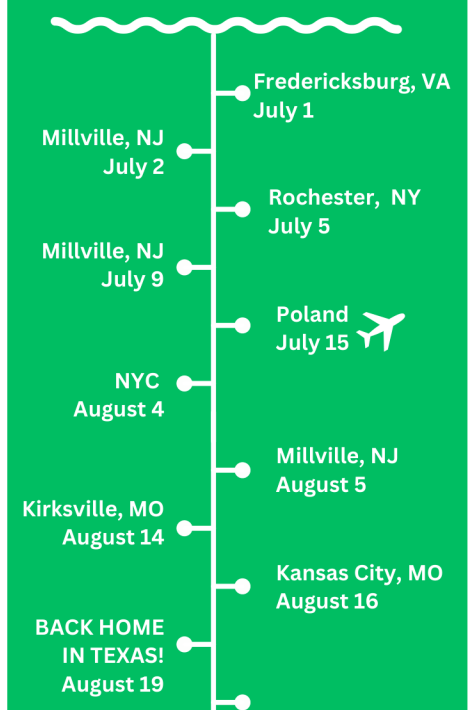 Fredericksburg, VA
July 1
Millville, NJ
July 2
Rochester, NY
July 5
Millville, NJ
July 9
Poland
July 15
NYC
August 4
Millville, NJ
August 5
Kirksville, MO
August 14
Kansas City, MO
August 16
BACK HOME
IN TEXAS!
August 19